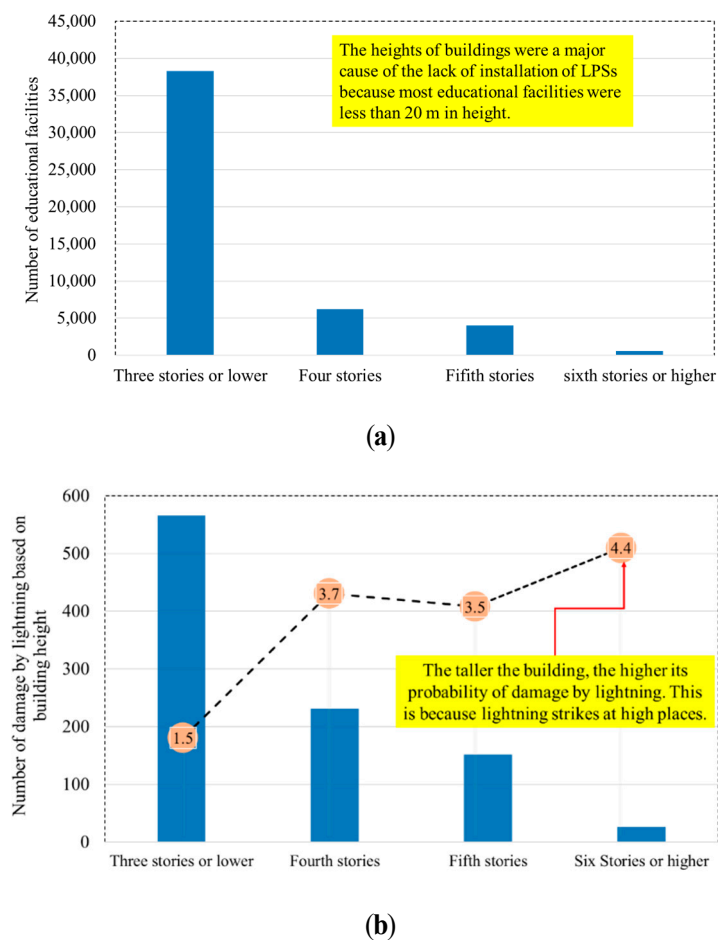 45,000
40,000
35,000
30,000
25,000
20,000
15,000
10,000
5,000
0
Number of educational facilities
The heights of buildings were a major
cause of the lack of installation of LPSs
because most educational facilities were
less than 20 m in height.
Three stories or lower
Four stories
Fifith stories
sixth stories or higher
(a)
600
500
400
300
200
100
0
Number of damage by lightning based on
building height
1.5
3.7
3.5
4.4
The taller the building, the higher its
probability of damage by lightning. This
is because lightning strikes at high places.
Three stories or lower
Fourth stories
Fifth stories
Six Stories or higher
(b)